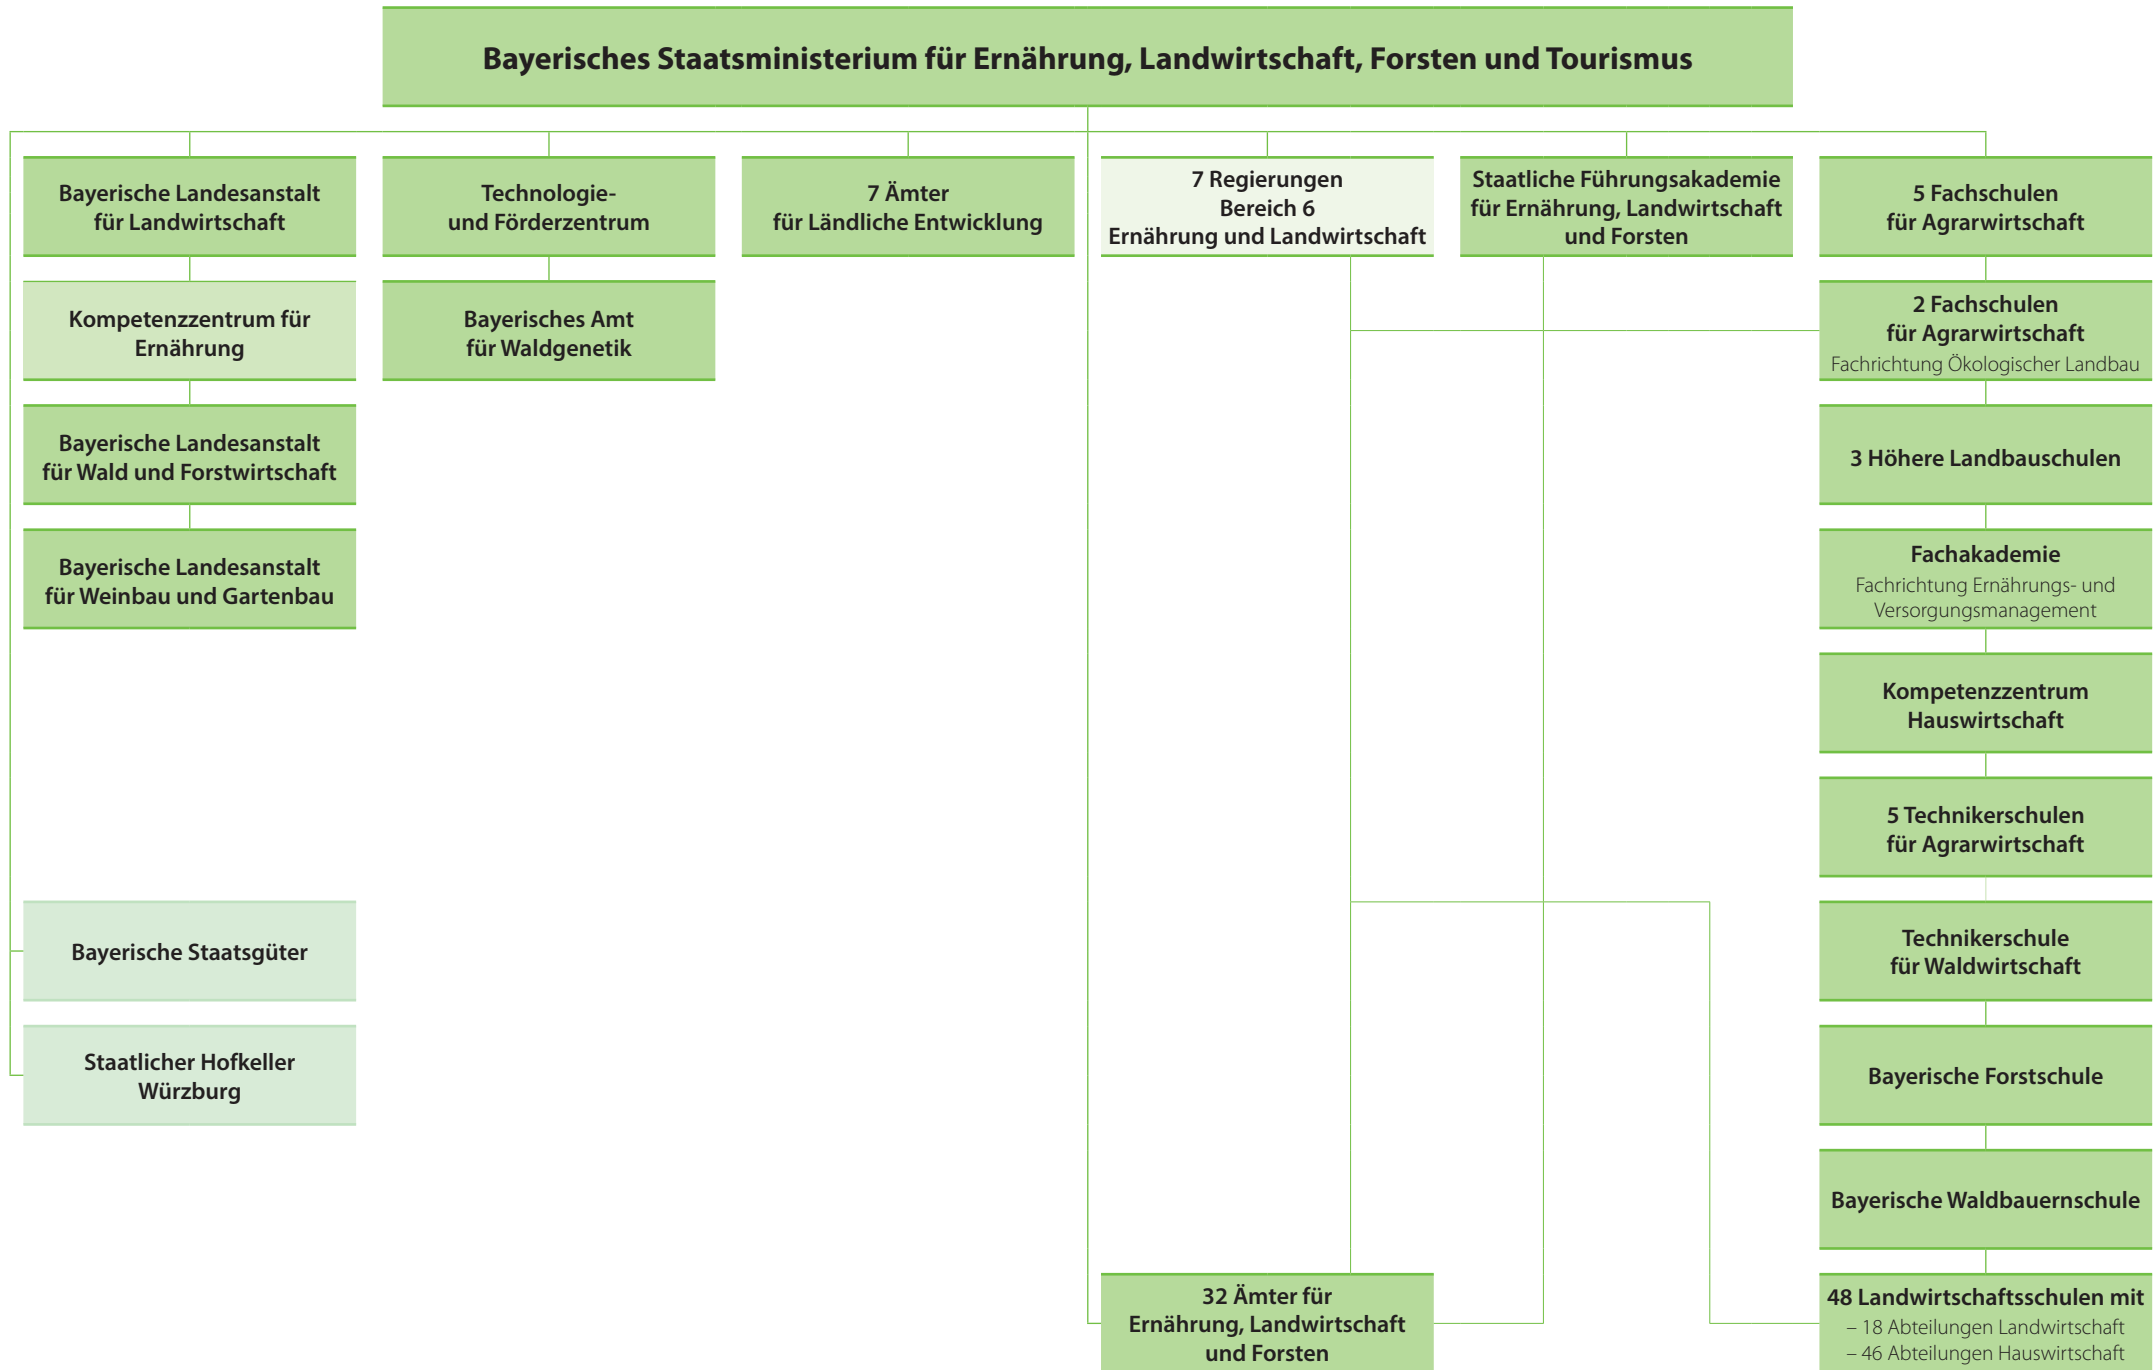 Bayerisches Staatsministerium für Ernährung, Landwirtschaft, Forsten und Tourismus
Bayerische Landesanstalt
für Landwirtschaft
Technologie-
und Förderzentrum
7 Ämter
für Ländliche Entwicklung
7 Regierungen
Bereich 6
Ernährung und Landwirtschaft
Staatliche Führungsakademie
für Ernährung, Landwirtschaft
und Forsten
5 Fachschulen
für Agrarwirtschaft
Kompetenzzentrum für
Ernährung
Bayerisches Amt
für Waldgenetik
2 Fachschulen
für Agrarwirtschaft
Fachrichtung Ökologischer Landbau
Bayerische Landesanstalt
für Wald und Forstwirtschaft
3 Höhere Landbauschulen
Bayerische Landesanstalt
für Weinbau und Gartenbau
Fachakademie
Fachrichtung Ernährungs- und
Versorgungsmanagement
Kompetenzzentrum
Hauswirtschaft
5 Technikerschulen
für Agrarwirtschaft
Bayerische Staatsgüter
Technikerschule
für Waldwirtschaft
Staatlicher Hofkeller
Würzburg
Bayerische Forstschule
Bayerische Waldbauernschule
32 Ämter für
Ernährung, Landwirtschaft
und Forsten
48 Landwirtschaftsschulen mit
– 18 Abteilungen Landwirtschaft
– 46 Abteilungen Hauswirtschaft